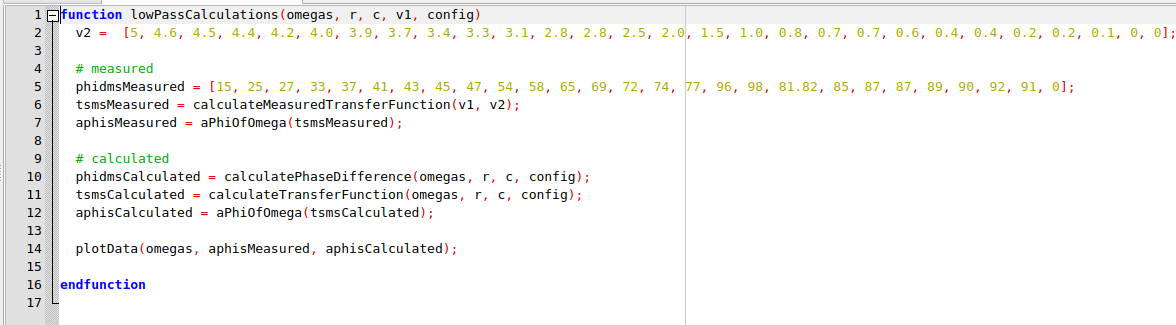 1 function lowPassCalculations(omegas, r, c, v1, config)
2 v2 = [5, 4.6, 4.5, 4.4, 4.2, 4.0, 3.9, 3.7, 3.4, 3.3, 3.1, 2.8, 2.8, 2.5, 2.0, 1.5, 1.0, 0.8, 0.7, 0.7, 0.6, 0.4, 0.4, 0.2, 0.2, 0.1, 0, 0];
3
4 # measured
5 phidmsMeasured = [15, 25, 27, 33, 37, 41, 43, 45, 47, 54, 58, 65, 69, 72, 74, 77, 96, 98, 81.82, 85, 87, 87, 89, 90, 92, 91, 0];
6 tsmsMeasured = calculateMeasuredTransferFunction(v1, v2);
7 aphisMeasured = aPhiOfOmega(tsmsMeasured);
8
9 # calculated
10 phidmsCalculated = calculatePhaseDifference(omegas, r, c, config);
11 tsmsCalculated = calculateTransferFunction(omegas, r, c, config);
12 aphisCalculated = aPhiOfOmega(tsmsCalculated);
13
14 plotData(omegas, aphisMeasured, aphisCalculated);
15
16 endfunction
17